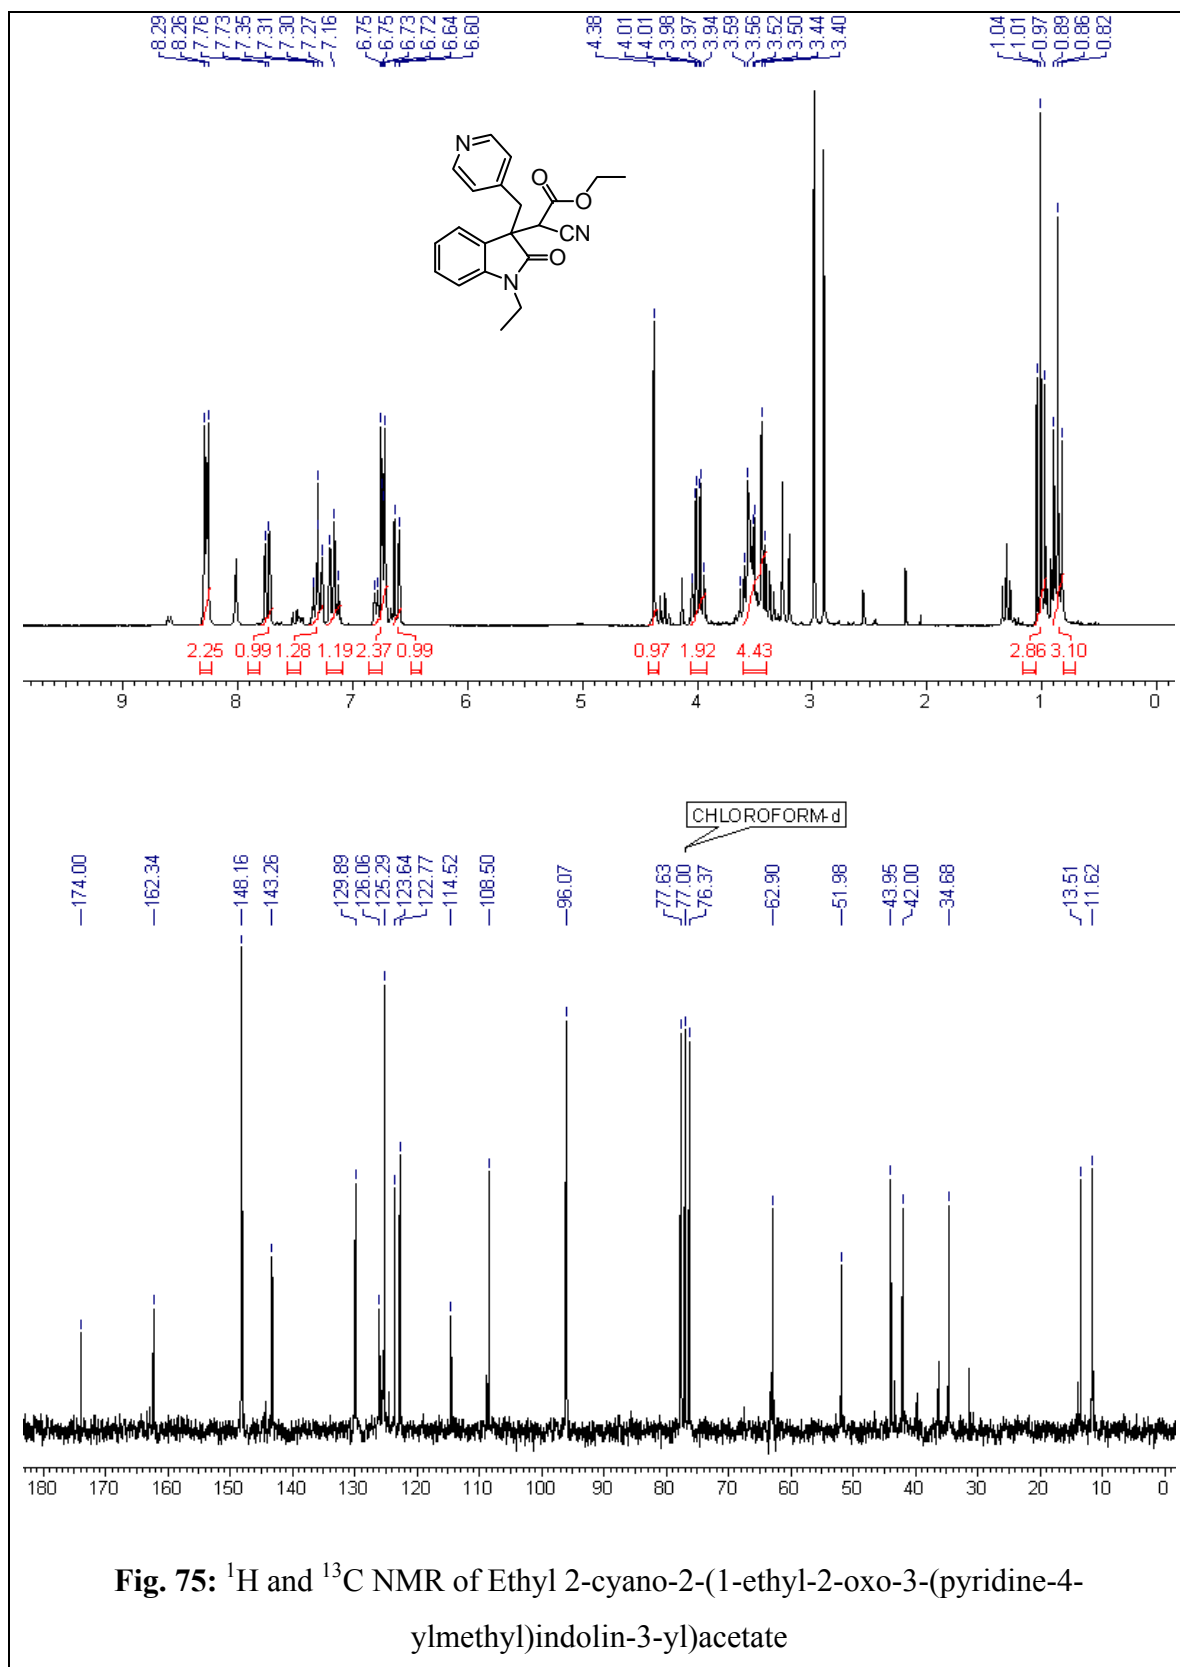 8.29 8.26 7.76 7.73 7.35 7.31 7.30 7.27 7.16 6.75 6.75 6.73 6.72 6.64 6.60 4.38 4.01 4.01 3.98 3.97 3.94 3.59 3.56 3.52 3.50 3.44 3.40 1.04 1.01 0.97 0.89 0.86 0.82
N
O
O
CN
O
N
2.25 0.99 1.28 1.19 2.37 0.99 0.97 1.92 4.43 2.86 3.10
9 8 7 6 5 4 3 2 1 0
CHLOROFORM-d
174.00 162.34 148.16 143.26 129.89 126.06 125.29 123.64 122.77 114.52 108.50 96.07 77.63 77.00 76.37 62.90 51.98 43.95 42.00 34.68 13.51 11.62
180 170 160 150 140 130 120 110 100 90 80 70 60 50 40 30 20 10 0
Fig. 75: ¹H and ¹³C NMR of Ethyl 2-cyano-2-(1-ethyl-2-oxo-3-(pyridine-4-
ylmethyl)indolin-3-yl)acetate